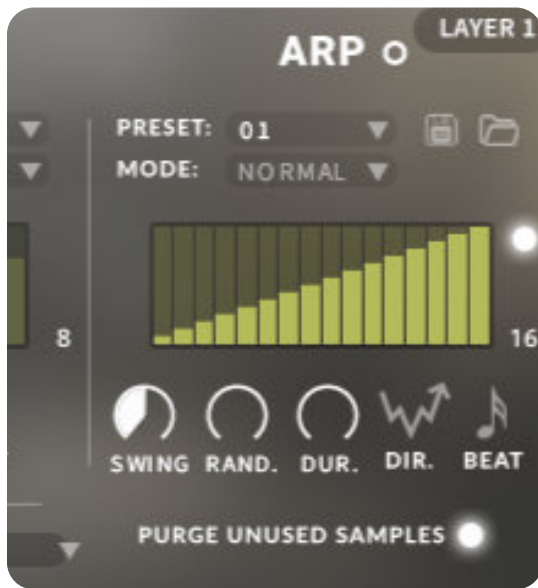 LAYER 1
ARP
PRESET: 01
MODE: NORMAL
8
16
SWING RAND. DUR. DIR. BEAT
PURGE UNUSED SAMPLES